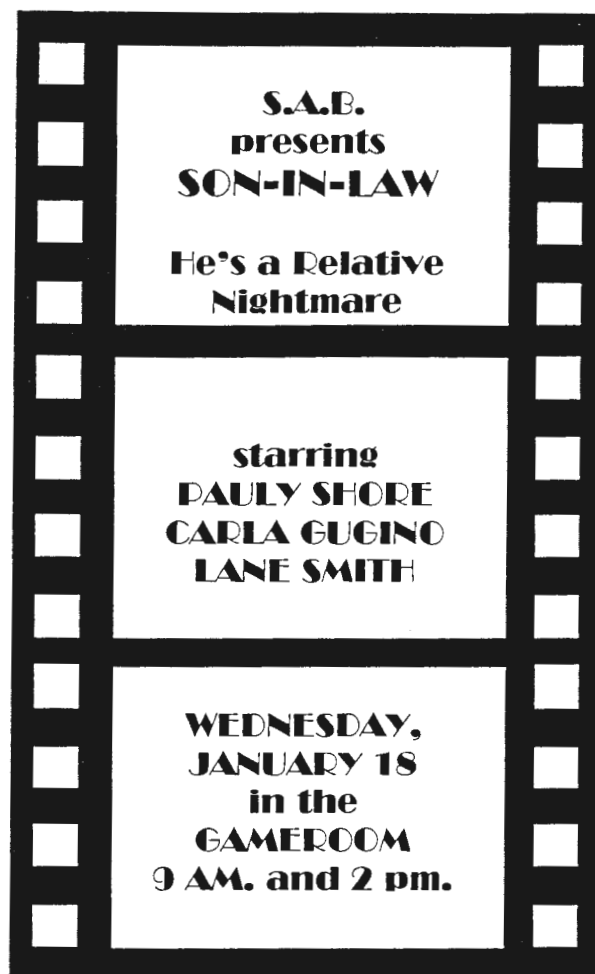 S.A.B.
presents
SON-IN-LAW
He's a Relative
Nightmare
starring
PAULY SHORE
CARLA GUGINO
LANE SMITH
WEDNESDAY,
JANUARY 18
in the
GAMEROOM
9 AM. and 2 pm.